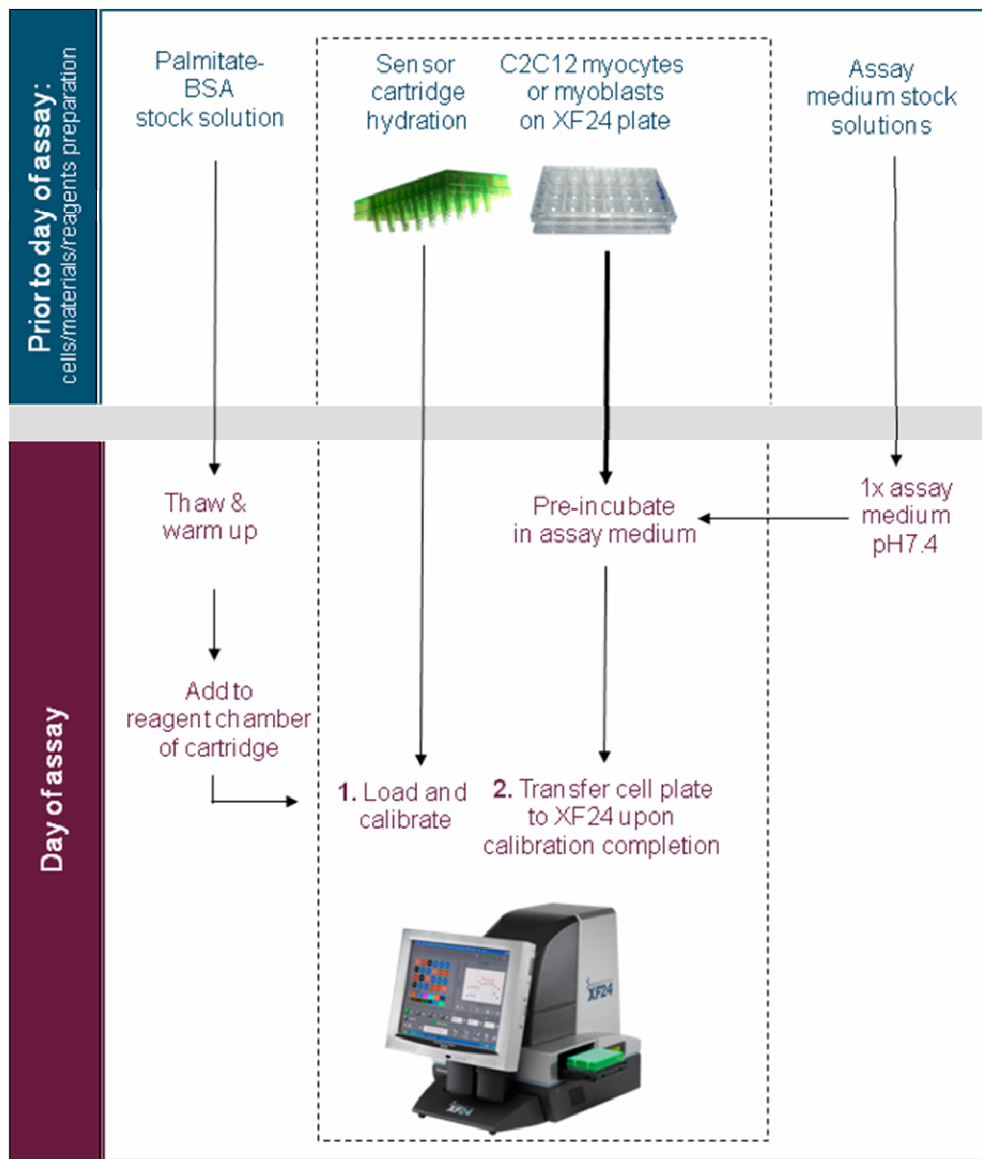 Prior to day of assay:
cells/materials/reagents preparation
Palmitate-
BSA
stock solution
Sensor
cartridge
hydration
C2C12 myocytes
or myoblasts
on XF24 plate
Assay
medium stock
solutions
Day of assay
Thaw &
warm up
Pre-incubate
in assay medium
1x assay
medium
pH7.4
Add to
reagent chamber
of cartridge
1. Load and
calibrate
2. Transfer cell plate
to XF24 upon
calibration completion
XF24
XF24